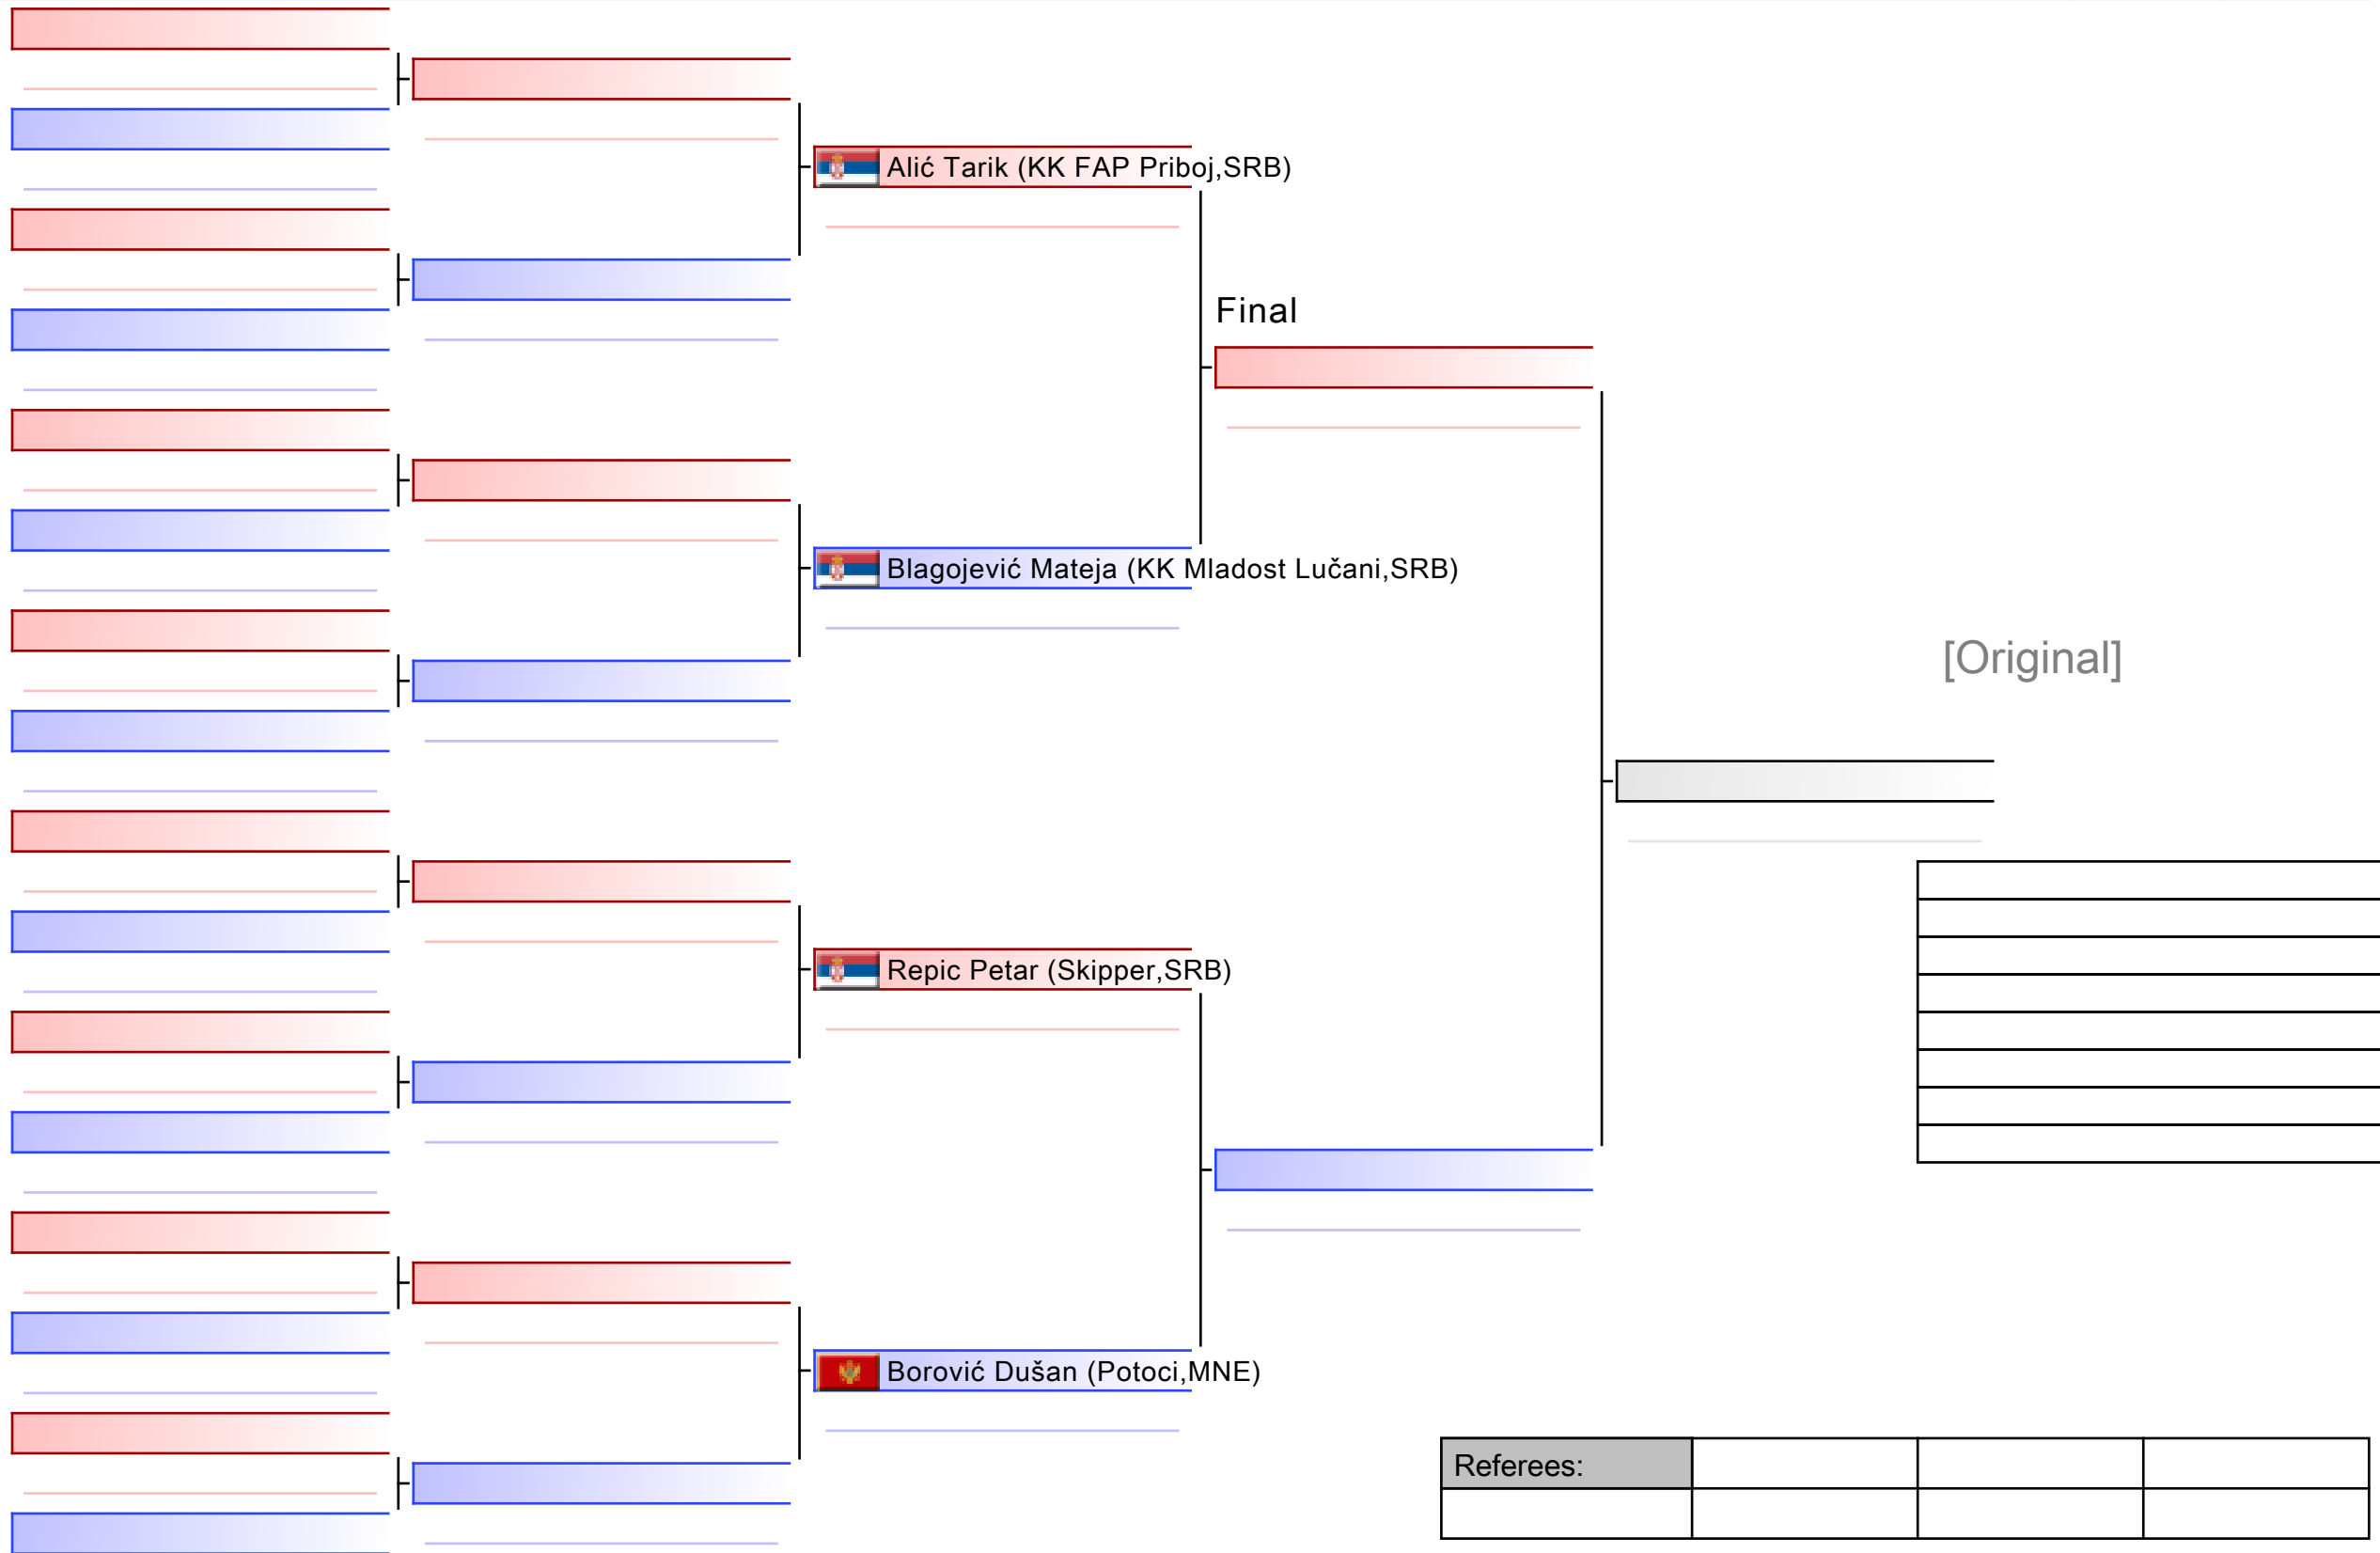 Alić Tarik (KK FAP Priboj,SRB)
Final
Blagojević Mateja (KK Mladost Lučani,SRB)
[Original]
Repic Petar (Skipper,SRB)
Borović Dušan (Potoci,MNE)
Referees: